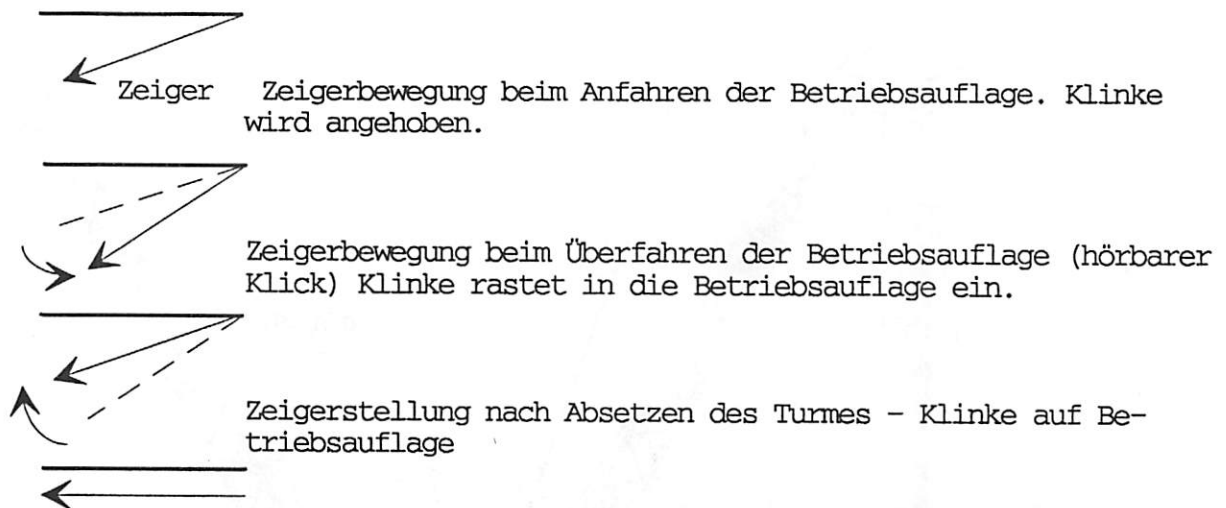 Zeiger Zeigerbewegung beim Anfahren der Betriebsauflage. Klinke
wird angehoben.
Zeigerbewegung beim Überfahren der Betriebsauflage (hörbarer
Klick) Klinke rastet in die Betriebsauflage ein.
Zeigerstellung nach Absetzen des Turmes - Klinke auf Be-
triebsauflage